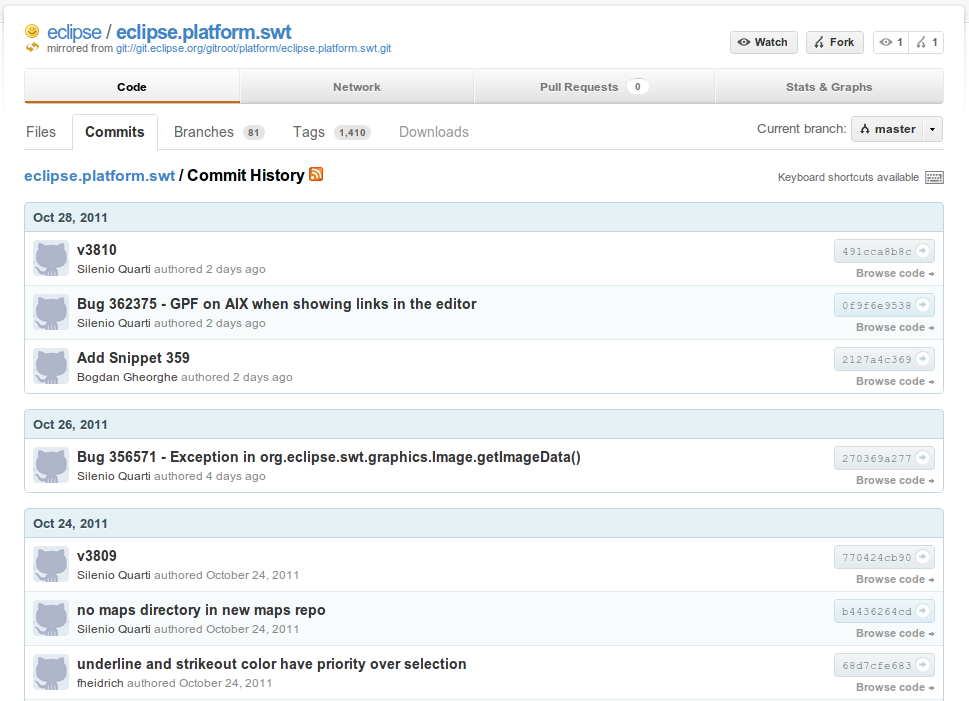 eclipse / eclipse.platform.swt
mirrored from git://git.eclipse.org/gitroot/platform/eclipse.platform.swt.git
Watch Fork 1 1
Code Network Pull Requests 0 Stats & Graphs
Files Commits Branches 81 Tags 1,410 Downloads
Current branch: master
eclipse.platform.swt / Commit History
Keyboard shortcuts available
Oct 28, 2011
v3810
491cca8b8c
Silenio Quarti authored 2 days ago
Browse code
Bug 362375 - GPF on AIX when showing links in the editor
0f9f6e9538
Silenio Quarti authored 2 days ago
Browse code
Add Snippet 359
2127a4c369
Bogdan Gheorghe authored 2 days ago
Browse code
Oct 26, 2011
Bug 356571 - Exception in org.eclipse.swt.graphics.Image.getImageData()
270369a277
Silenio Quarti authored 4 days ago
Browse code
Oct 24, 2011
v3809
770424cb90
Silenio Quarti authored October 24, 2011
Browse code
no maps directory in new maps repo
b4436264cd
Silenio Quarti authored October 24, 2011
Browse code
underline and strikeout color have priority over selection
68d7cfe683
fheidrich authored October 24, 2011
Browse code